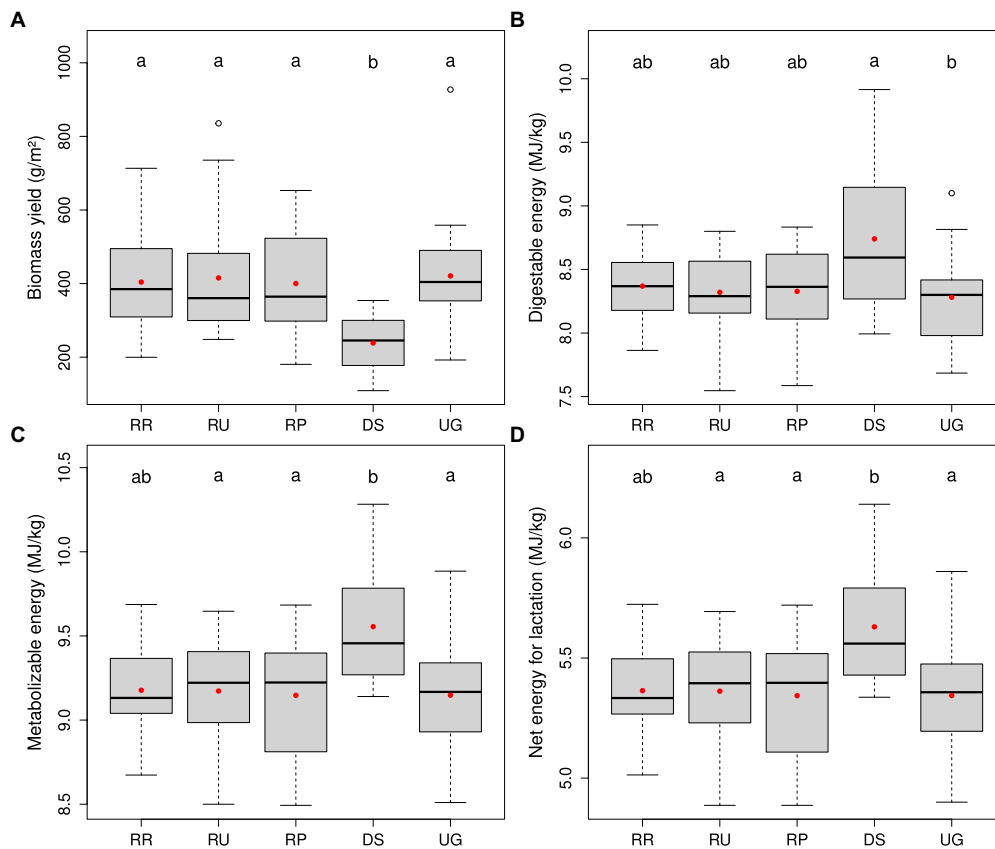 A
Biomass yield (g/m²)
1000
800
600
400
200
a a a b a
RR RU RP DS UG
B
Digestable energy (MJ/kg)
10.0
9.5
9.0
8.5
8.0
7.5
ab ab ab a b
RR RU RP DS UG
C
Metabolizable energy (MJ/kg)
10.5
10.0
9.5
9.0
8.5
ab a a b a
RR RU RP DS UG
D
Net energy for lactation (MJ/kg)
6.0
5.5
5.0
ab a a b a
RR RU RP DS UG